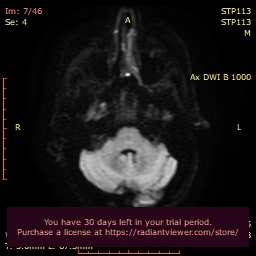 Im: 7/46
Se: 4
A
STP113
STP113
M
Ax DWI B 1000
R
L
You have 30 days left in your trial period.
Purchase a license at https://radiantviewer.com/store/